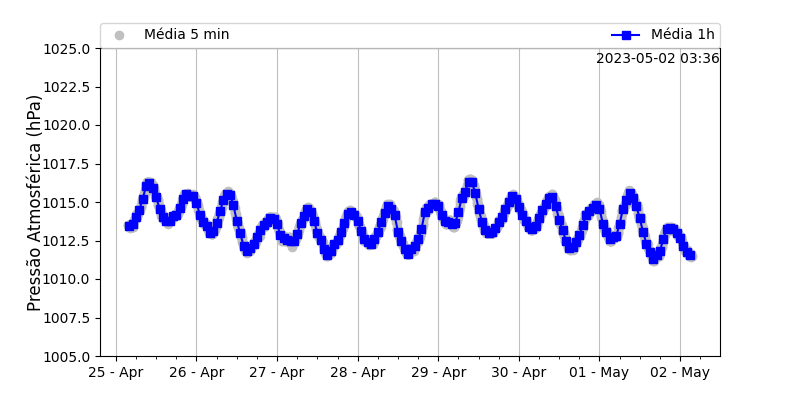 Média 5 min
Média 1h
2023-05-02 03:36
Pressão Atmosférica (hPa)
1025.0
1022.5
1020.0
1017.5
1015.0
1012.5
1010.0
1007.5
1005.0
25 - Apr
26 - Apr
27 - Apr
28 - Apr
29 - Apr
30 - Apr
01 - May
02 - May